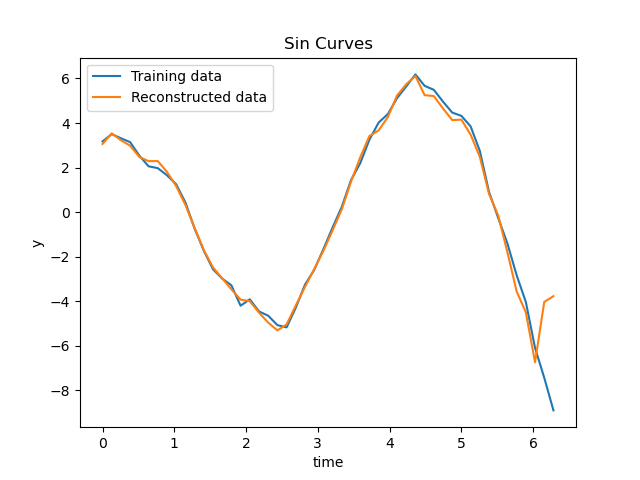 Sin Curves
Training data
Reconstructed data
y
6
4
2
0
−2
−4
−6
−8
0 1 2 3 4 5 6
time